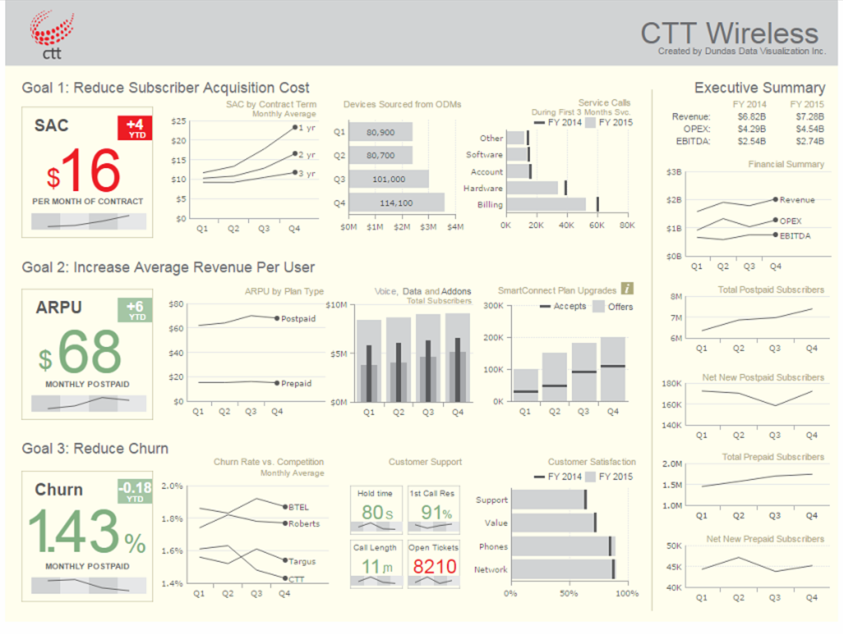 ctt
CTT Wireless
Created by Dundas Data Visualization Inc.
Goal 1: Reduce Subscriber Acquisition Cost
SAC
+4
YTD
$16
PER MONTH OF CONTRACT
SAC by Contract Term
Monthly Average
$25
$20
$15
$10
$5
$0
1 yr
2 yr
3 yr
Q1 Q2 Q3 Q4
Devices Sourced from ODMs
Q1 80,900
Q2 80,700
Q3 101,000
Q4 114,100
$0M $1M $2M $3M $4M
Service Calls
During First 3 Months Svc.
FY 2014 FY 2015
Other
Software
Account
Hardware
Billing
0K 20K 40K 60K 80K
Goal 2: Increase Average Revenue Per User
ARPU
+6
YTD
$68
MONTHLY POSTPAID
ARPU by Plan Type
$80
$60
$40
$20
$0
Postpaid
Prepaid
Q1 Q2 Q3 Q4
Voice, Data and Addons
Total Subscribers
$10M
$5M
$0M
Q1 Q2 Q3 Q4
SmartConnect Plan Upgrades i
Accepts Offers
300K
200K
100K
0K
Q1 Q2 Q3 Q4
Goal 3: Reduce Churn
Churn
-0.18
YTD
1.43%
MONTHLY POSTPAID
Churn Rate vs. Competition
Monthly Average
2.0%
1.8%
1.6%
1.4%
BTEL
Roberts
Targus
CTT
Q1 Q2 Q3 Q4
Customer Support
Hold time
80s
1st Call Res
91%
Call Length
11m
Open Tickets
8210
Customer Satisfaction
FY 2014 FY 2015
Support
Value
Phones
Network
0% 50% 100%
Executive Summary
FY 2014 FY 2015
Revenue: $6.82B $7.28B
OPEX: $4.29B $4.54B
EBITDA: $2.54B $2.74B
Financial Summary
$3B
$2B
$1B
$0B
Revenue
OPEX
EBITDA
Q1 Q2 Q3 Q4
Total Postpaid Subscribers
8M
7M
6M
Q1 Q2 Q3 Q4
Net New Postpaid Subscribers
180K
160K
140K
Q1 Q2 Q3 Q4
Total Prepaid Subscribers
2.0M
1.5M
1.0M
Q1 Q2 Q3 Q4
Net New Prepaid Subscribers
50K
45K
40K
Q1 Q2 Q3 Q4